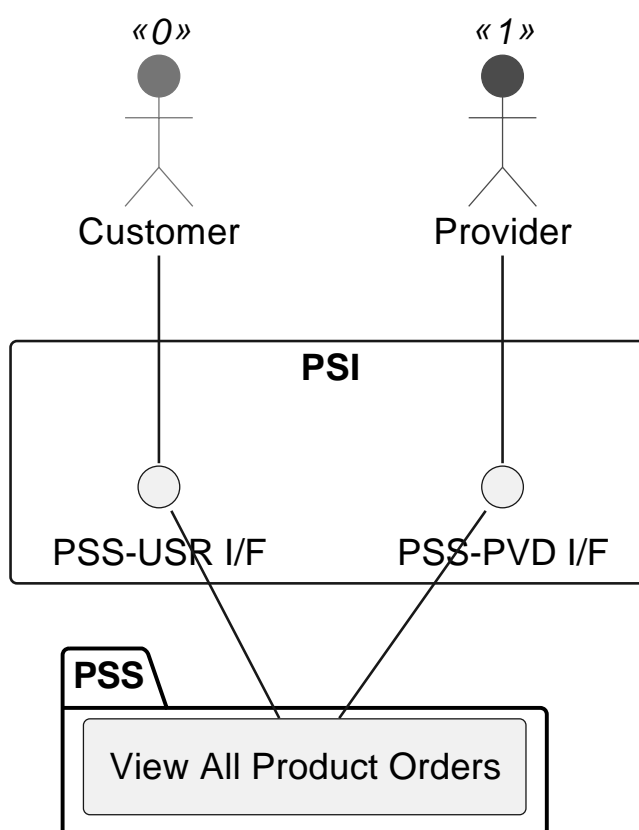 «0» «1»
Customer Provider
PSI
PSS-USR I/F PSS-PVD I/F
PSS
View All Product Orders